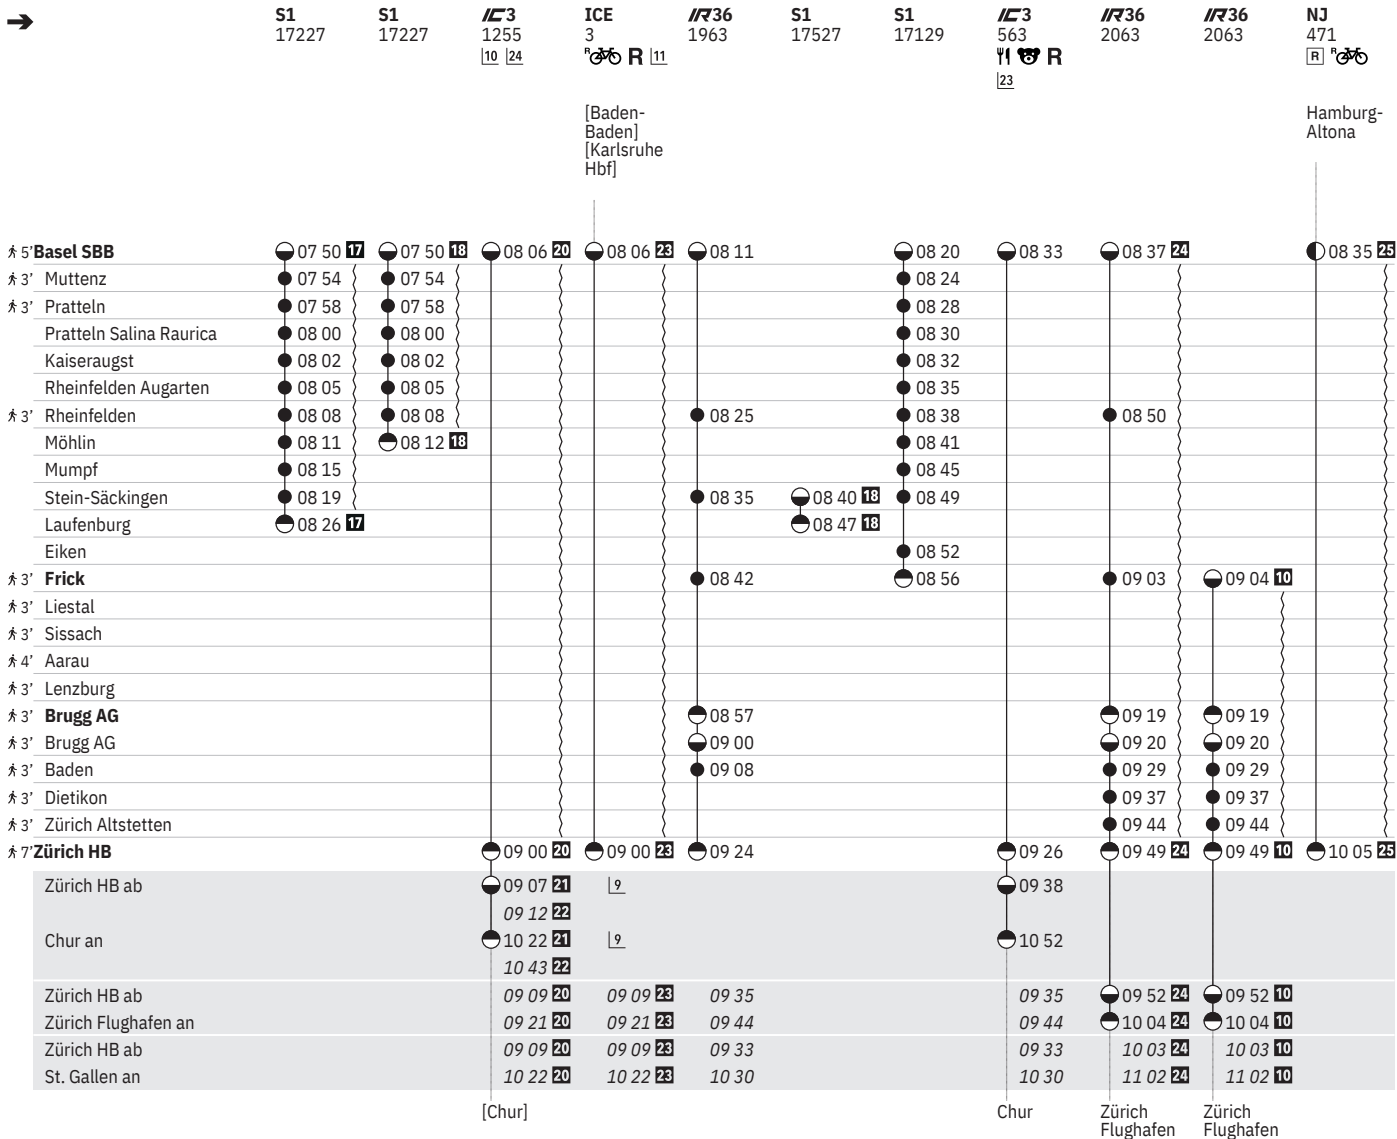 ➔ S1 S1 IC3 ICE IR36 S1 S1 IC3 IR36 IR36 NJ
17227 17227 1255 3 1963 17527 17129 563 2063 2063 471
10 24 R R 11 R R R
23
[Baden-Baden] [Karlsruhe Hbf] Hamburg-Altona
5’ Basel SBB 07 50 17 07 50 18 08 06 20 08 06 23 08 11 08 20 08 33 08 37 24 08 35 25
3’ Muttenz 07 54 07 54 08 24
3’ Pratteln 07 58 07 58 08 28
Pratteln Salina Raurica 08 00 08 00 08 30
Kaiseraugst 08 02 08 02 08 32
Rheinfelden Augarten 08 05 08 05 08 35
3’ Rheinfelden 08 08 08 08 08 25 08 38 08 50
Möhlin 08 11 08 12 18 08 41
Mumpf 08 15 08 45
Stein-Säckingen 08 19 08 35 08 40 18 08 49
Laufenburg 08 26 17 08 47 18
Eiken 08 52
3’ Frick 08 42 08 56 09 03 09 04 10
3’ Liestal
3’ Sissach
4’ Aarau
3’ Lenzburg
3’ Brugg AG 08 57 09 19 09 19
3’ Brugg AG 09 00 09 20 09 20
3’ Baden 09 08 09 29 09 29
3’ Dietikon 09 37 09 37
3’ Zürich Altstetten 09 44 09 44
7’ Zürich HB 09 00 20 09 00 23 09 24 09 26 09 49 24 09 49 10 10 05 25
Zürich HB ab 09 07 21 9 09 38
09 12 22
Chur an 10 22 21 9 10 52
10 43 22
Zürich HB ab 09 09 20 09 09 23 09 35 09 35 09 52 24 09 52 10
Zürich Flughafen an 09 21 20 09 21 23 09 44 09 44 10 04 24 10 04 10
Zürich HB ab 09 09 20 09 09 23 09 33 09 33 10 03 24 10 03 10
St. Gallen an 10 22 20 10 22 23 10 30 10 30 11 02 24 11 02 10
[Chur] Chur Zürich Flughafen Zürich Flughafen